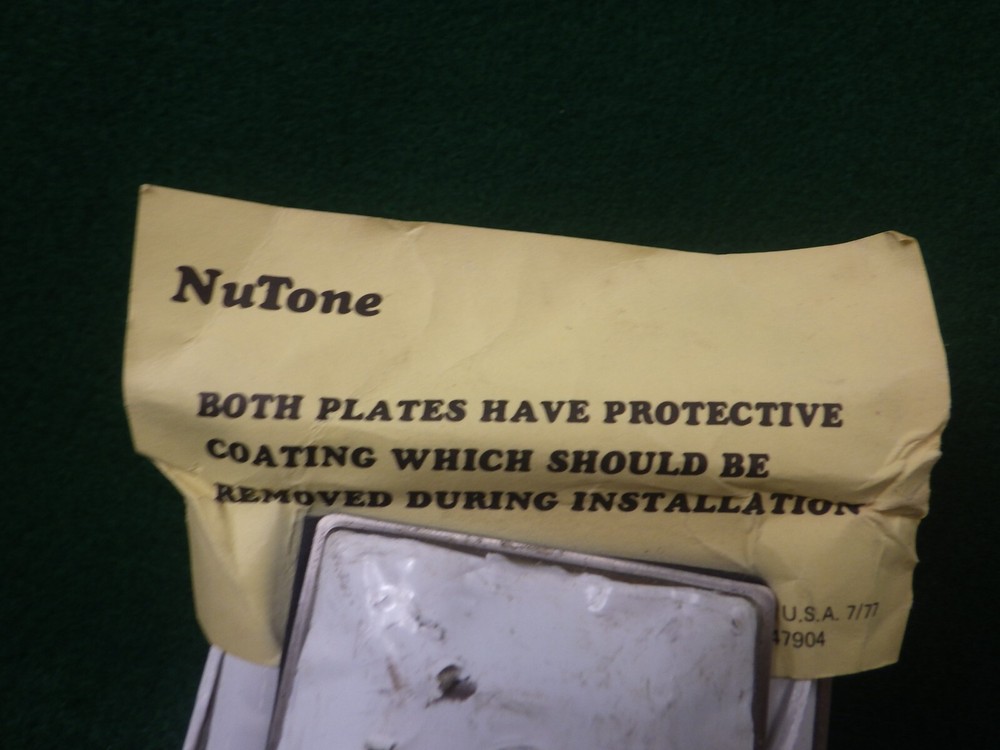 NuTone
BOTH PLATES HAVE PROTECTIVE
COATING WHICH SHOULD BE
REMOVED DURING INSTALLATION
U.S.A. 7/77
47904